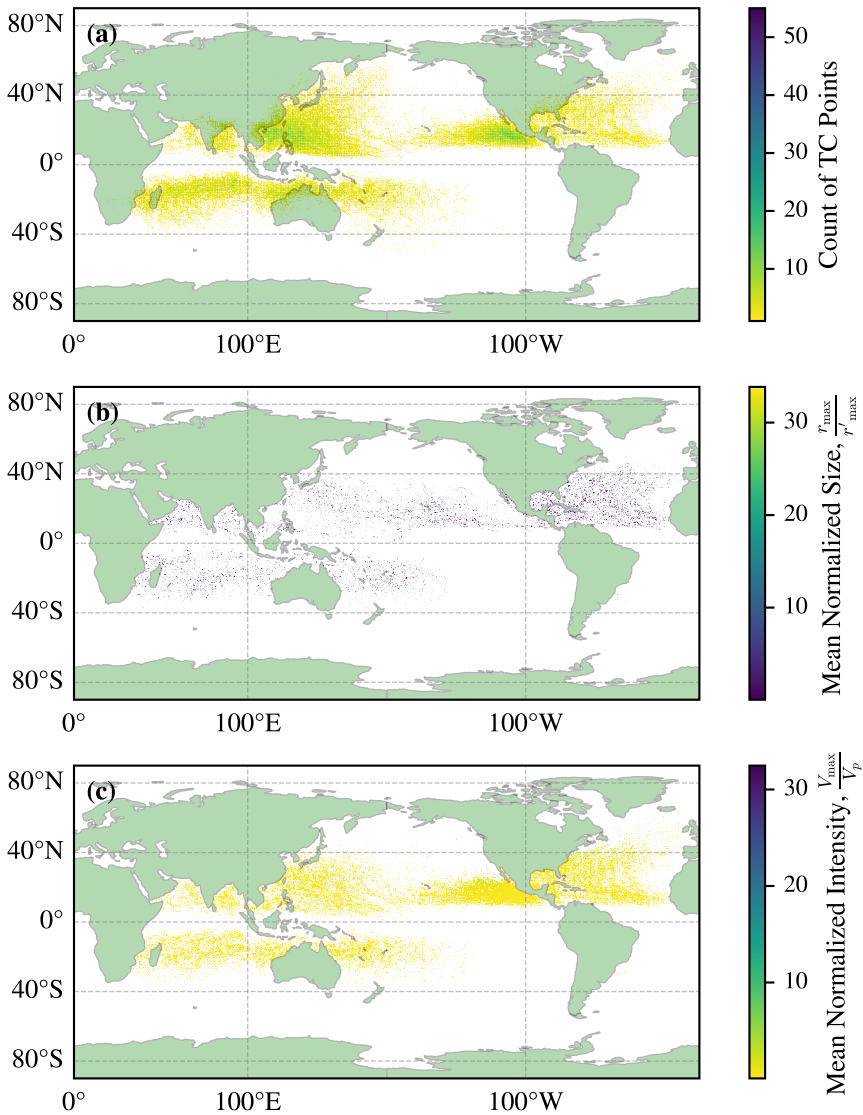 (a)
80°N
40°N
0°
40°S
80°S
0°
100°E
100°W
50
40
30
20
10
Count of TC Points
(b)
80°N
40°N
0°
40°S
80°S
0°
100°E
100°W
30
20
10
Mean Normalized Size, r_max / r'_max
(c)
80°N
40°N
0°
40°S
80°S
0°
100°E
100°W
30
20
10
Mean Normalized Intensity, V_max / V_p